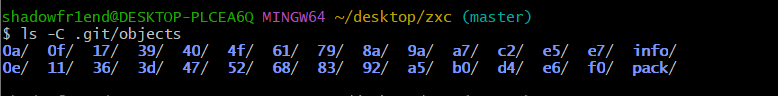 shadowfr1end@DESKTOP-PLCEA6Q MINGW64 ~/desktop/zxc (master)
$ ls -C .git/objects
0a/ 0f/ 17/ 39/ 40/ 4f/ 61/ 79/ 8a/ 9a/ a7/ c2/ e5/ e7/ info/
0e/ 11/ 36/ 3d/ 47/ 52/ 68/ 83/ 92/ a5/ b0/ d4/ e6/ f0/ pack/